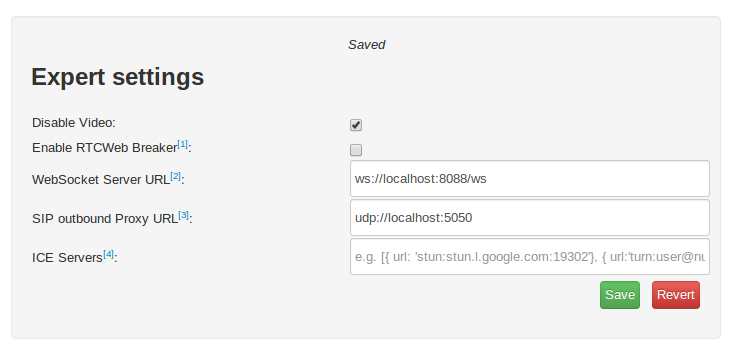 Saved
Expert settings
Disable Video:
Enable RTCWeb Breaker[1]:
WebSocket Server URL[2]: ws://localhost:8088/ws
SIP outbound Proxy URL[3]: udp://localhost:5050
ICE Servers[4]: e.g. [{ url: 'stun:stun.l.google.com:19302'}, { url:'turn:user@nu
Save Revert